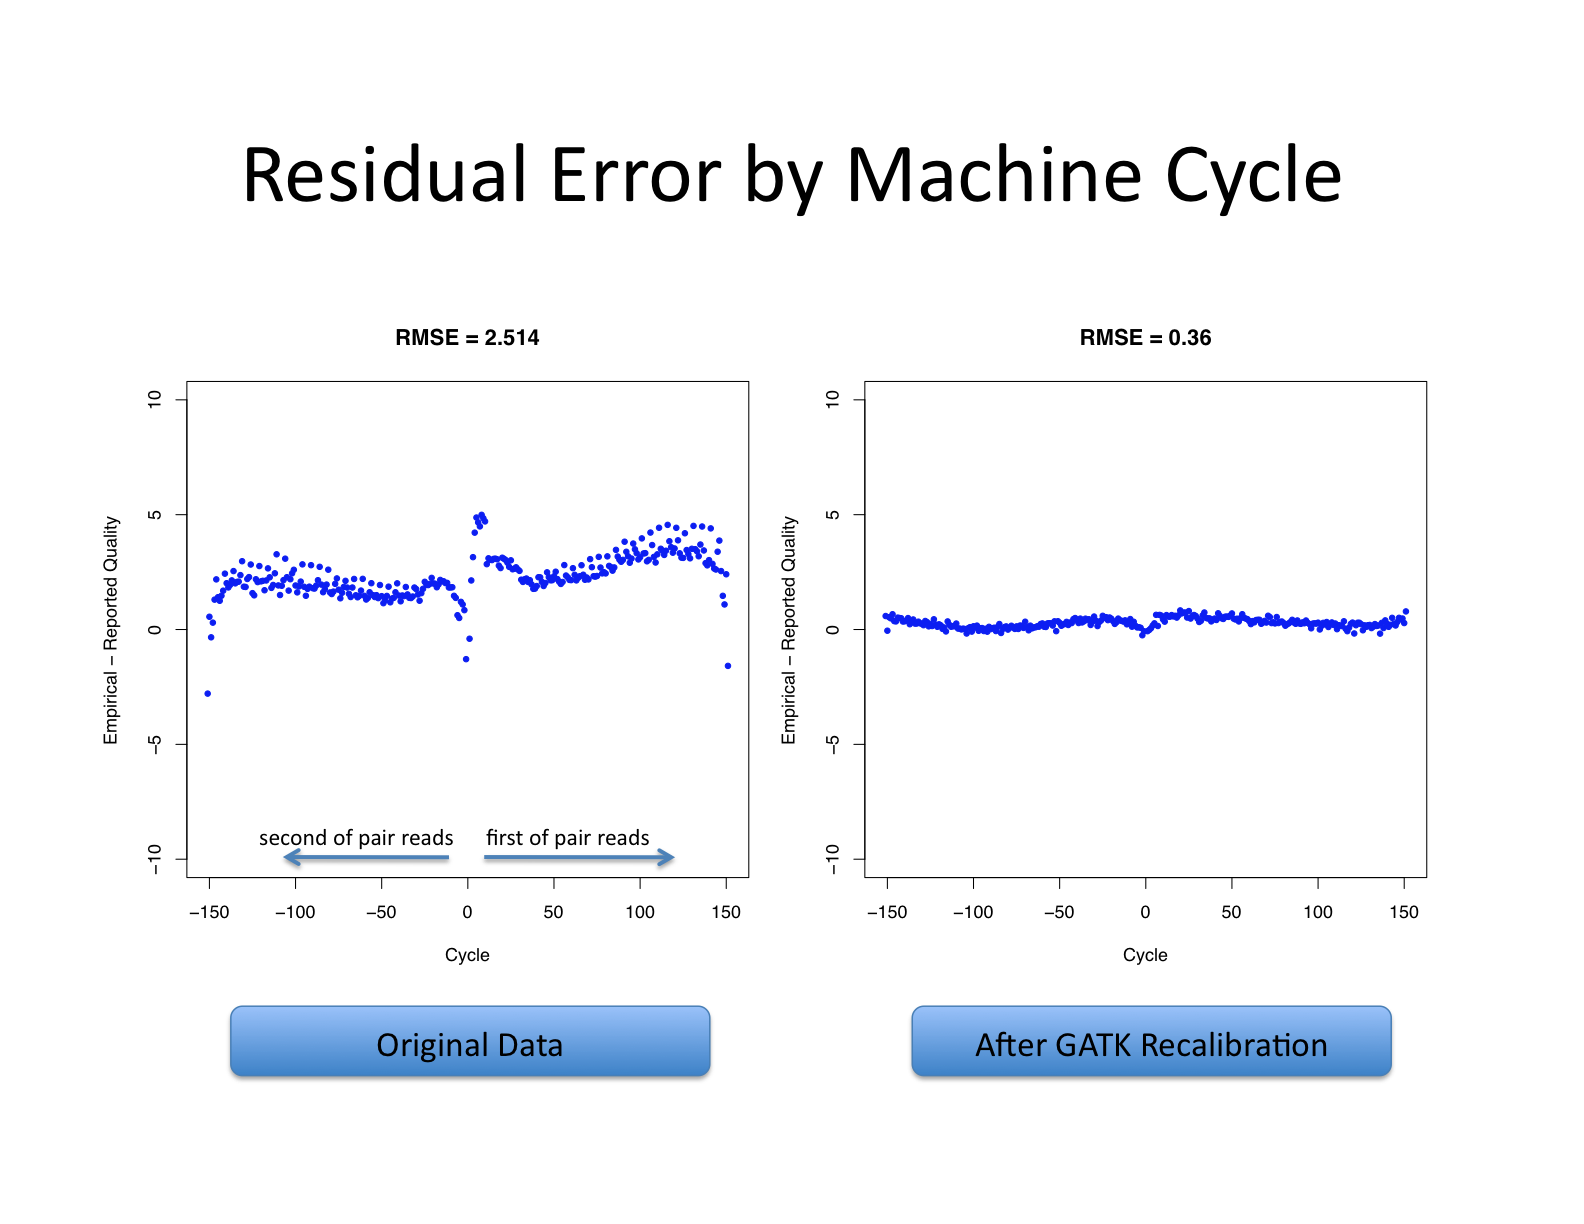 Residual Error by Machine Cycle
RMSE = 2.514
10
5
0
−5
−10
Empirical − Reported Quality
second of pair reads
first of pair reads
−150 −100 −50 0 50 100 150
Cycle
Original Data
RMSE = 0.36
10
5
0
−5
−10
Empirical − Reported Quality
−150 −100 −50 0 50 100 150
Cycle
After GATK Recalibration